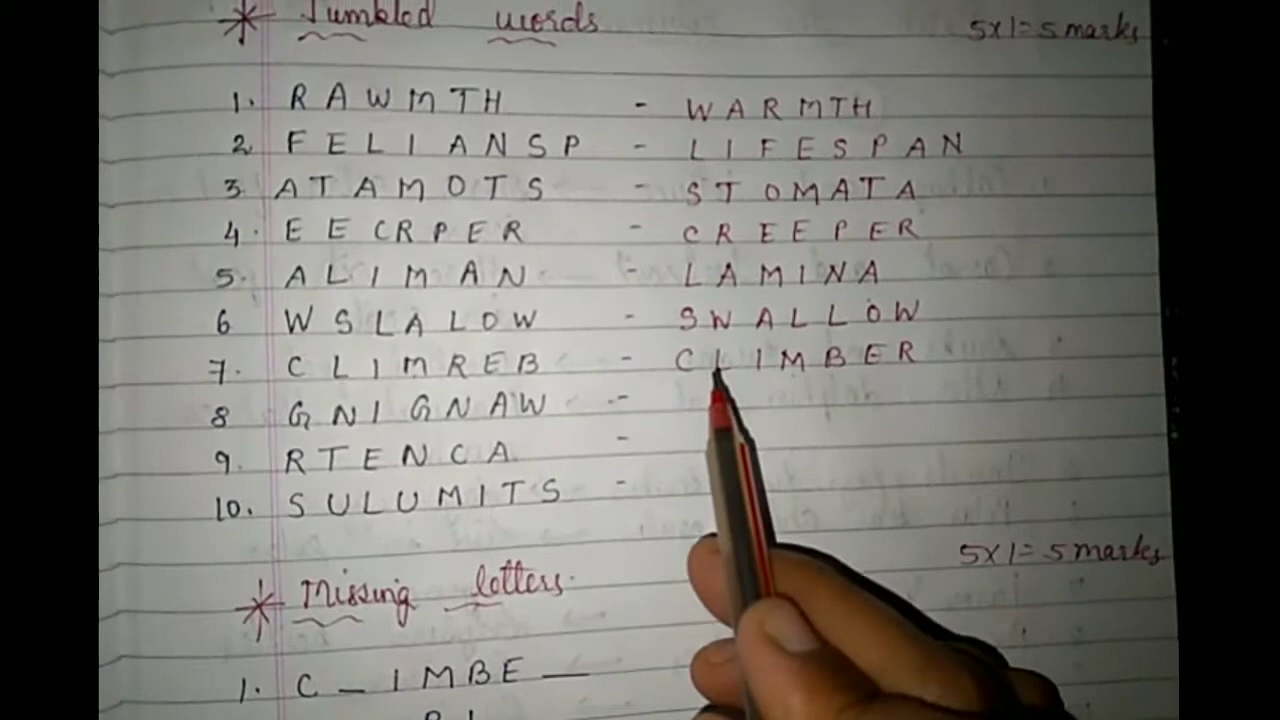 * Jumbled words 5x1=5 marks
1. RAWMTH - WARMTH
2 FELIANSP - LIFESPAN
3. ATAMOTS - STOMATA
4. EECRPER - CREEPER
5. ALIMAN - LAMINA
6 WSLALOW - SWALLOW
7. CLIMREB - CLIMBER
8 GNIGNAW -
9. RTENCA -
10. SULUMITS -
* Missing letters. 5x1=5 marks
1. C _ IMBE _